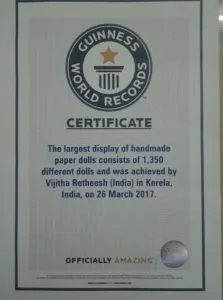 GUINNESS
WORLD RECORDS
CERTIFICATE
The largest display of handmade
paper dolls consists of 1,350
different dolls and was achieved by
Vijitha Retheesh (India) in Kerela,
India, on 26 March 2017.
OFFICIALLY AMAZING